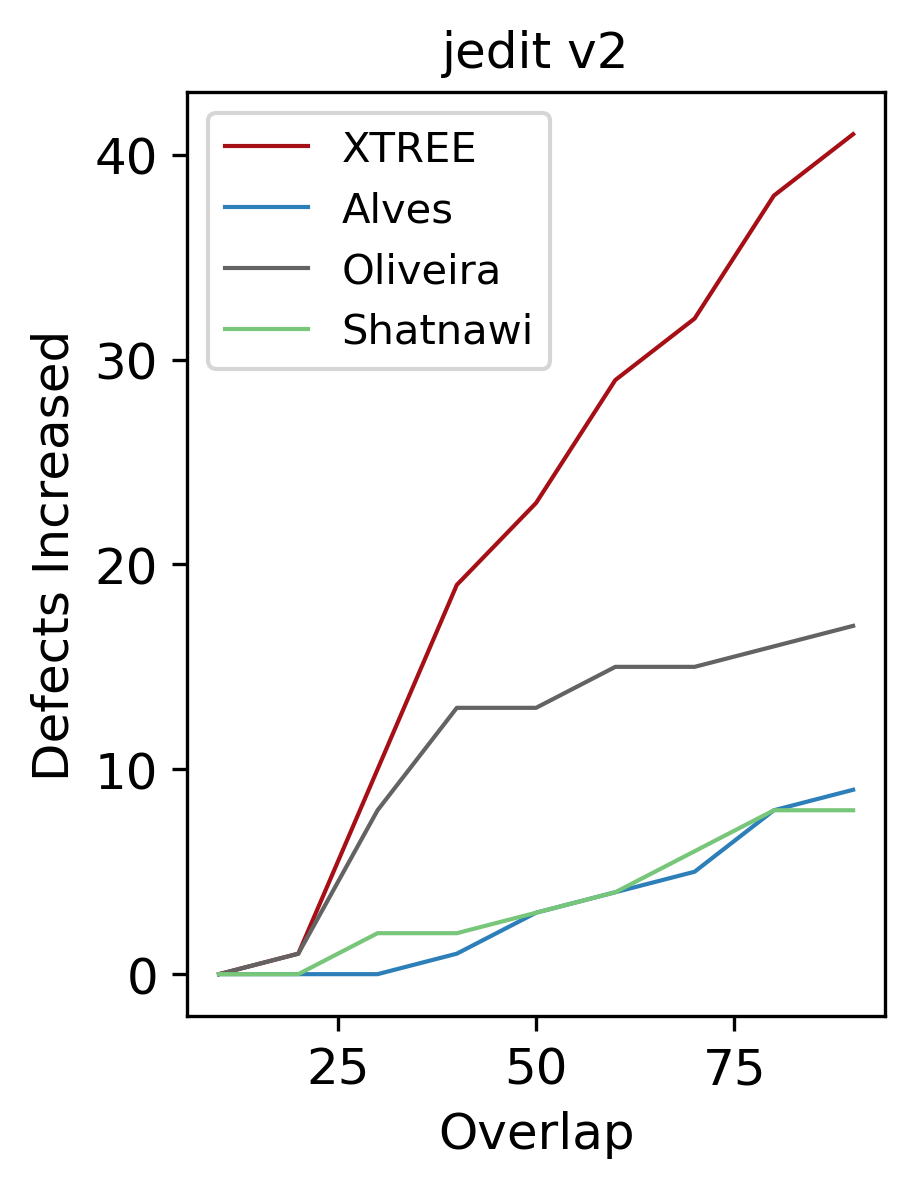 jedit v2
XTREE
Alves
Oliveira
Shatnawi
Defects Increased
40
30
20
10
0
25 50 75
Overlap